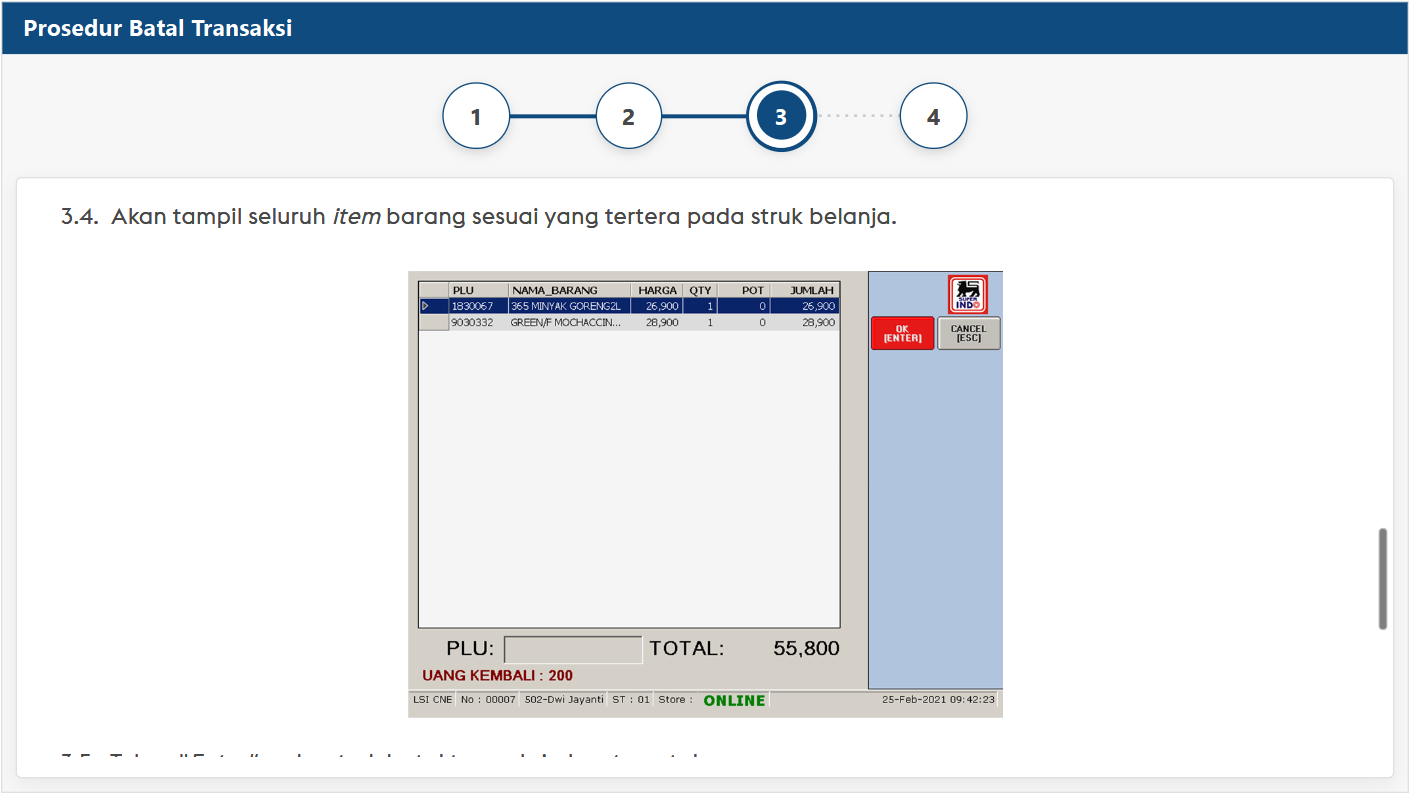 Prosedur Batal Transaksi
1 2 3 4
3.4. Akan tampil seluruh item barang sesuai yang tertera pada struk belanja.
PLU NAMA_BARANG HARGA QTY POT JUMLAH
1830067 365 MINYAK GORENG2L 26,900 1 0 26,900
9030332 GREEN/F MOCHACCIN... 28,900 1 0 28,900
SUPER
INDO
OK
[ENTER]
CANCEL
[ESC]
PLU: TOTAL: 55,800
UANG KEMBALI : 200
LSI CNE No : 00007 502-Dwi Jayanti ST : 01 Store : ONLINE 25-Feb-2021 09:42:23